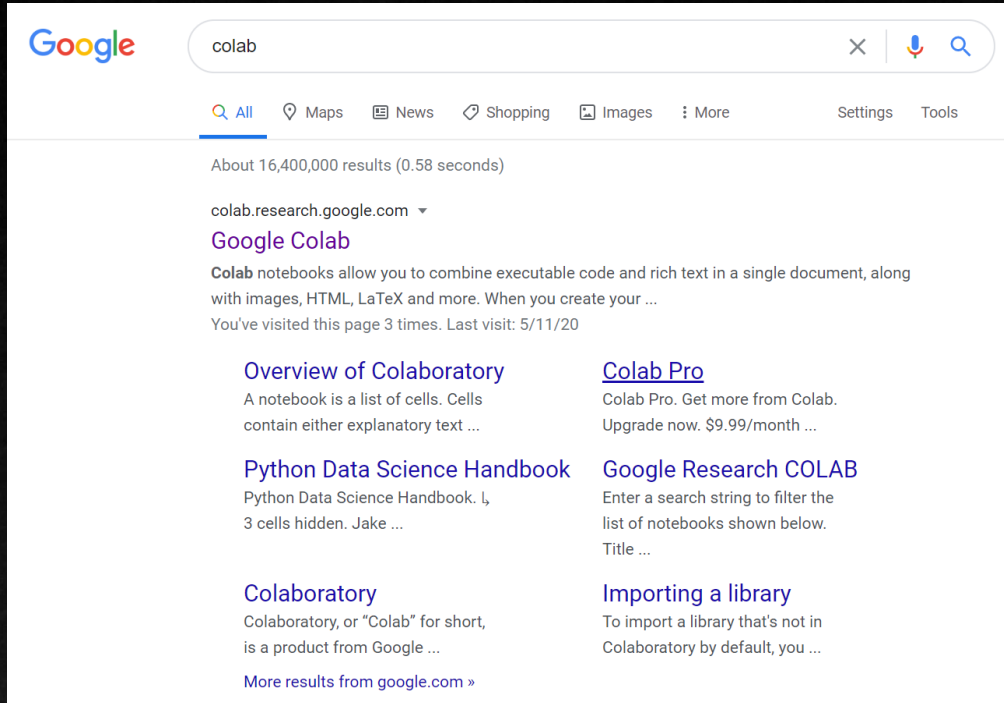 Google
colab
All Maps News Shopping Images More Settings Tools
About 16,400,000 results (0.58 seconds)
colab.research.google.com
Google Colab
Colab notebooks allow you to combine executable code and rich text in a single document, along
with images, HTML, LaTeX and more. When you create your ...
You've visited this page 3 times. Last visit: 5/11/20
Overview of Colaboratory
A notebook is a list of cells. Cells
contain either explanatory text ...
Colab Pro
Colab Pro. Get more from Colab.
Upgrade now. $9.99/month ...
Python Data Science Handbook
Python Data Science Handbook. ↳
3 cells hidden. Jake ...
Google Research COLAB
Enter a search string to filter the
list of notebooks shown below.
Title ...
Colaboratory
Colaboratory, or “Colab” for short,
is a product from Google ...
Importing a library
To import a library that's not in
Colaboratory by default, you ...
More results from google.com »